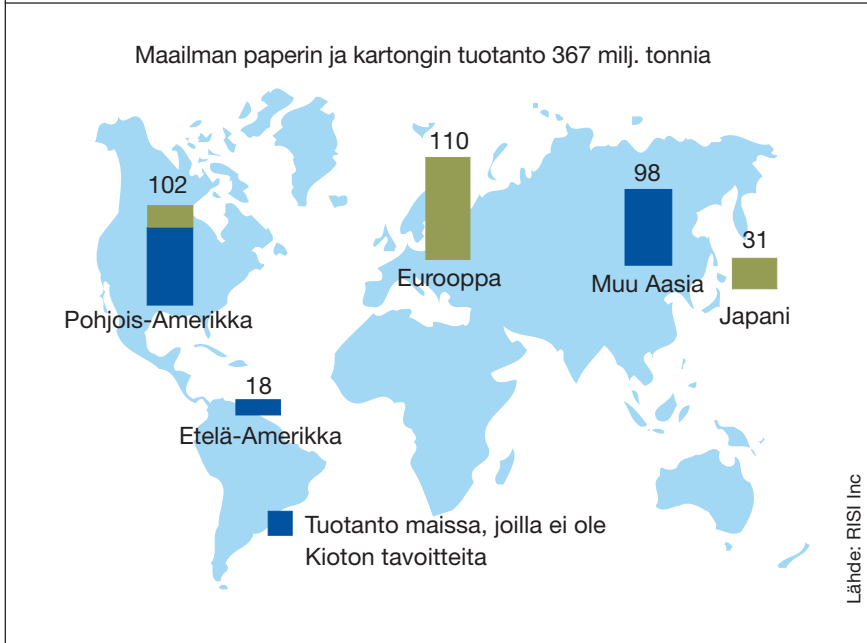 Maailman paperin ja kartongin tuotanto 367 milj. tonnia
102
Pohjois-Amerikka
110
Eurooppa
98
Muu Aasia
31
Japani
18
Etelä-Amerikka
Tuotanto maissa, joilla ei ole
Kioton tavoitteita
Lähde: RISI Inc